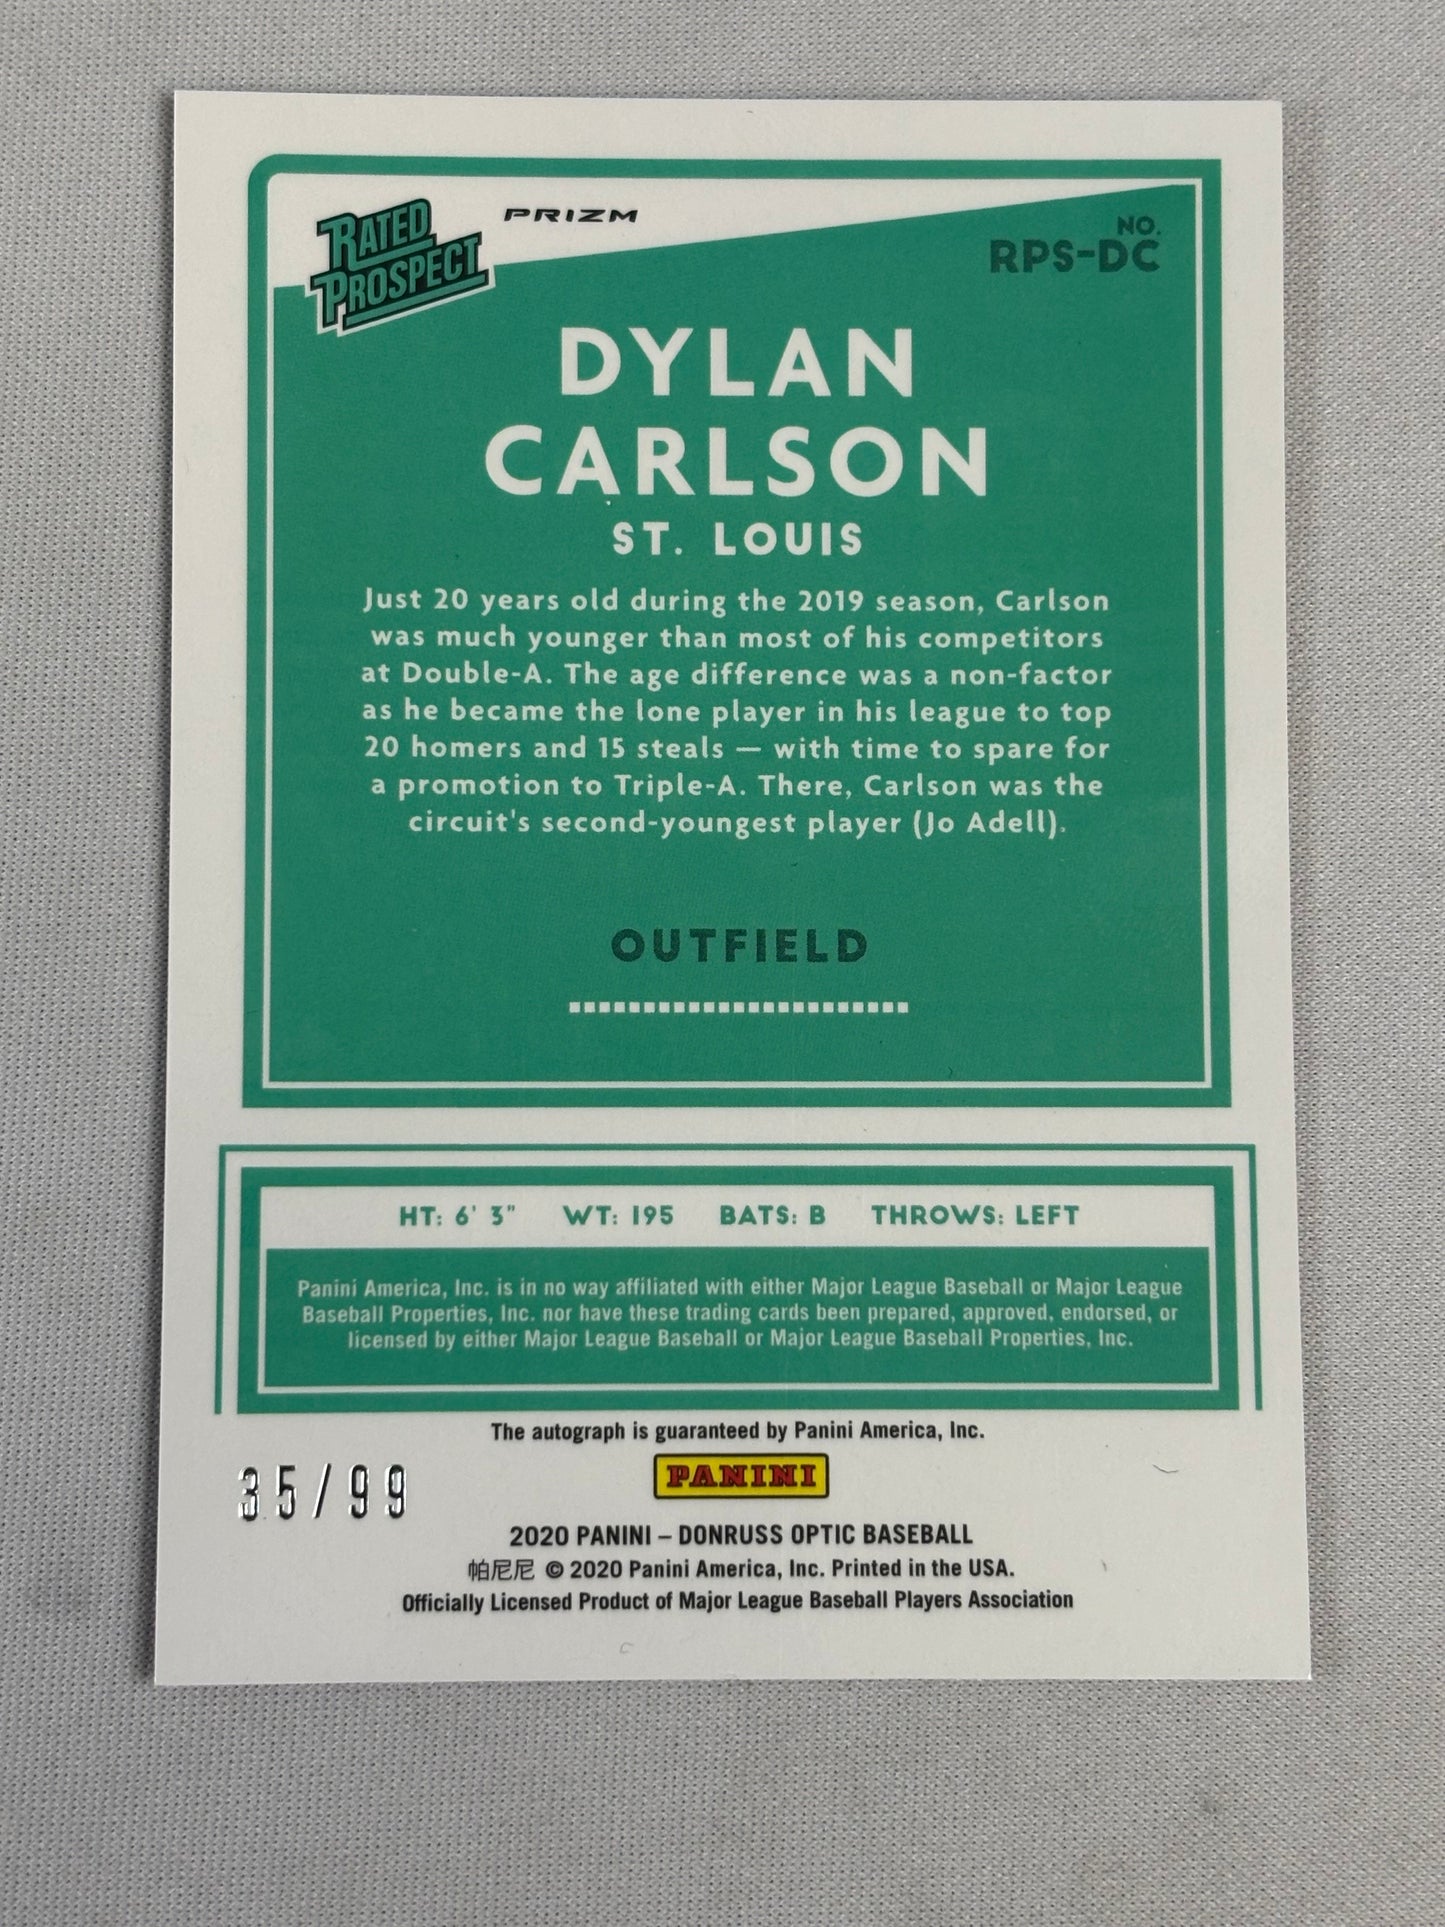 RATED
PROSPECT
PRIZM
NO.
RPS-DC
DYLAN
CARLSON
ST. LOUIS
Just 20 years old during the 2019 season, Carlson
was much younger than most of his competitors
at Double-A. The age difference was a non-factor
as he became the lone player in his league to top
20 homers and 15 steals — with time to spare for
a promotion to Triple-A. There, Carlson was the
circuit's second-youngest player (Jo Adell).
OUTFIELD
HT: 6' 3" WT: 195 BATS: B THROWS: LEFT
Panini America, Inc. is in no way affiliated with either Major League Baseball or Major League
Baseball Properties, Inc. nor have these trading cards been prepared, approved, endorsed, or
licensed by either Major League Baseball or Major League Baseball Properties, Inc.
The autograph is guaranteed by Panini America, Inc.
35/99
PANINI
2020 PANINI – DONRUSS OPTIC BASEBALL
帕尼尼 © 2020 Panini America, Inc. Printed in the USA.
Officially Licensed Product of Major League Baseball Players Association